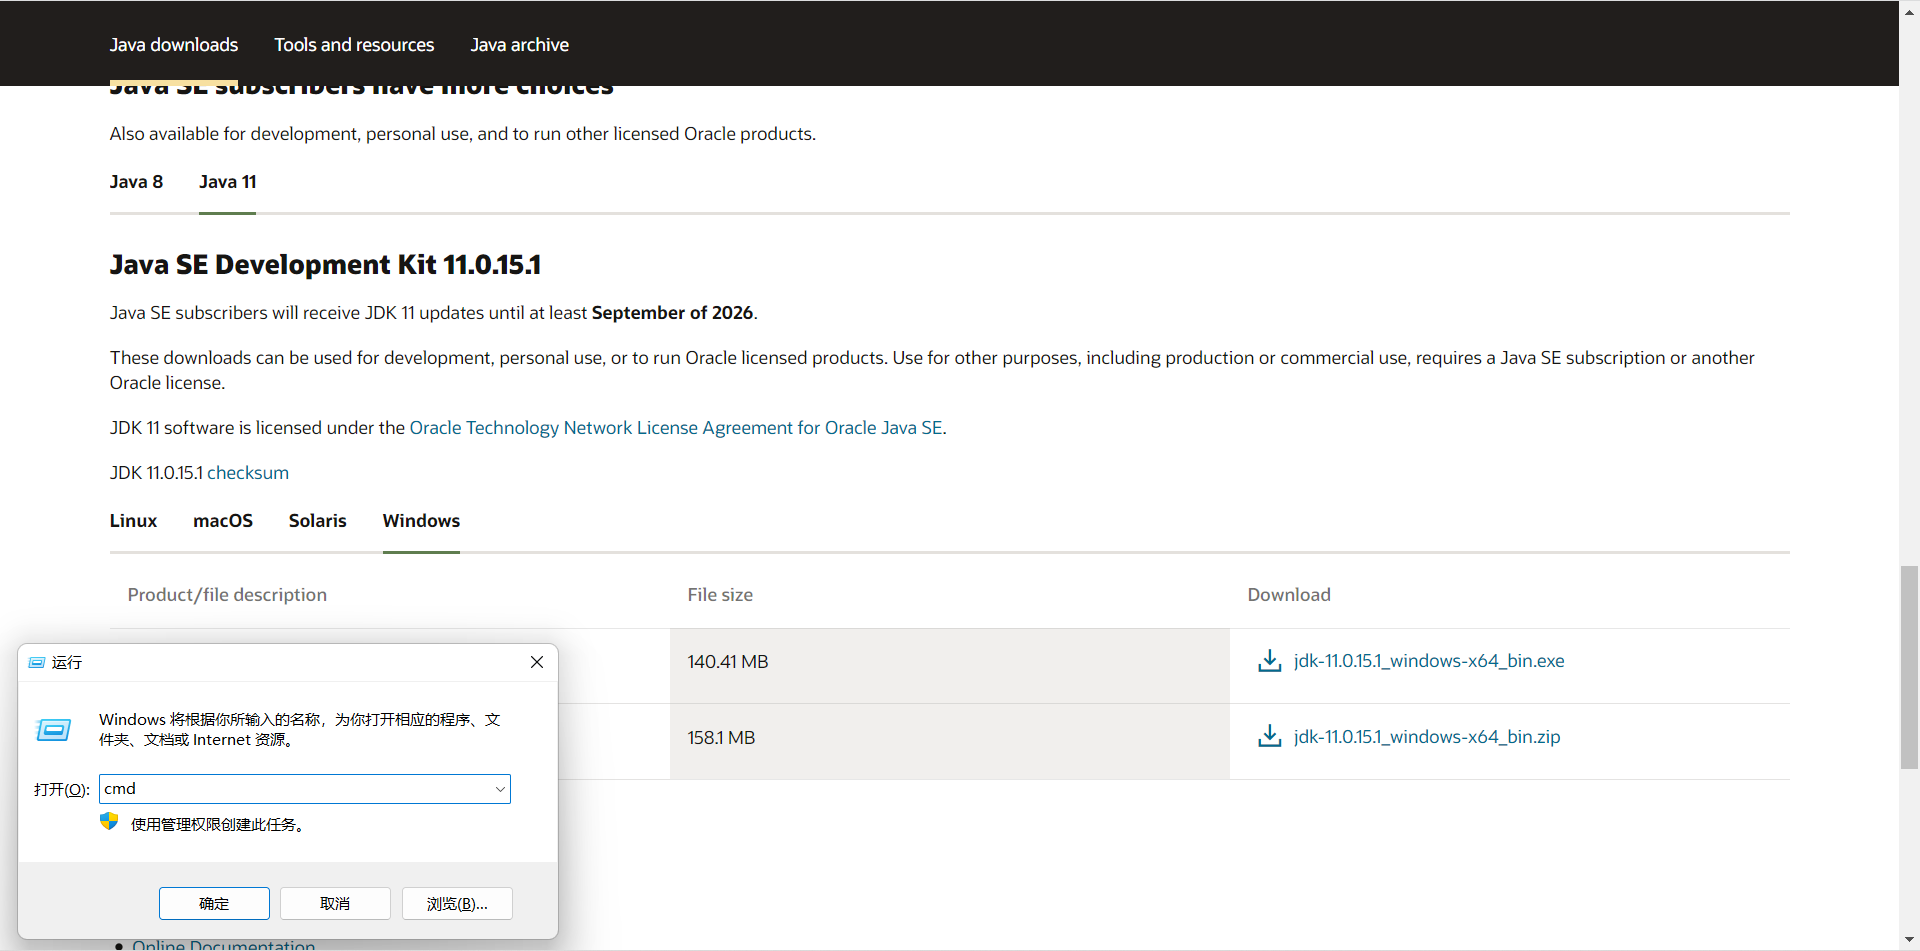 Java downloads Tools and resources Java archive
Java SE subscribers have more choices
Also available for development, personal use, and to run other licensed Oracle products.
Java 8 Java 11
Java SE Development Kit 11.0.15.1
Java SE subscribers will receive JDK 11 updates until at least September of 2026.
These downloads can be used for development, personal use, or to run Oracle licensed products. Use for other purposes, including production or commercial use, requires a Java SE subscription or another
Oracle license.
JDK 11 software is licensed under the Oracle Technology Network License Agreement for Oracle Java SE.
JDK 11.0.15.1 checksum
Linux macOS Solaris Windows
Product/file description File size Download
140.41 MB jdk-11.0.15.1_windows-x64_bin.exe
158.1 MB jdk-11.0.15.1_windows-x64_bin.zip
运行
Windows 将根据你所输入的名称，为你打开相应的程序、文
件夹、文档或 Internet 资源。
打开(O): cmd
使用管理权限创建此任务。
确定 取消 浏览(B)...
Online Documentation